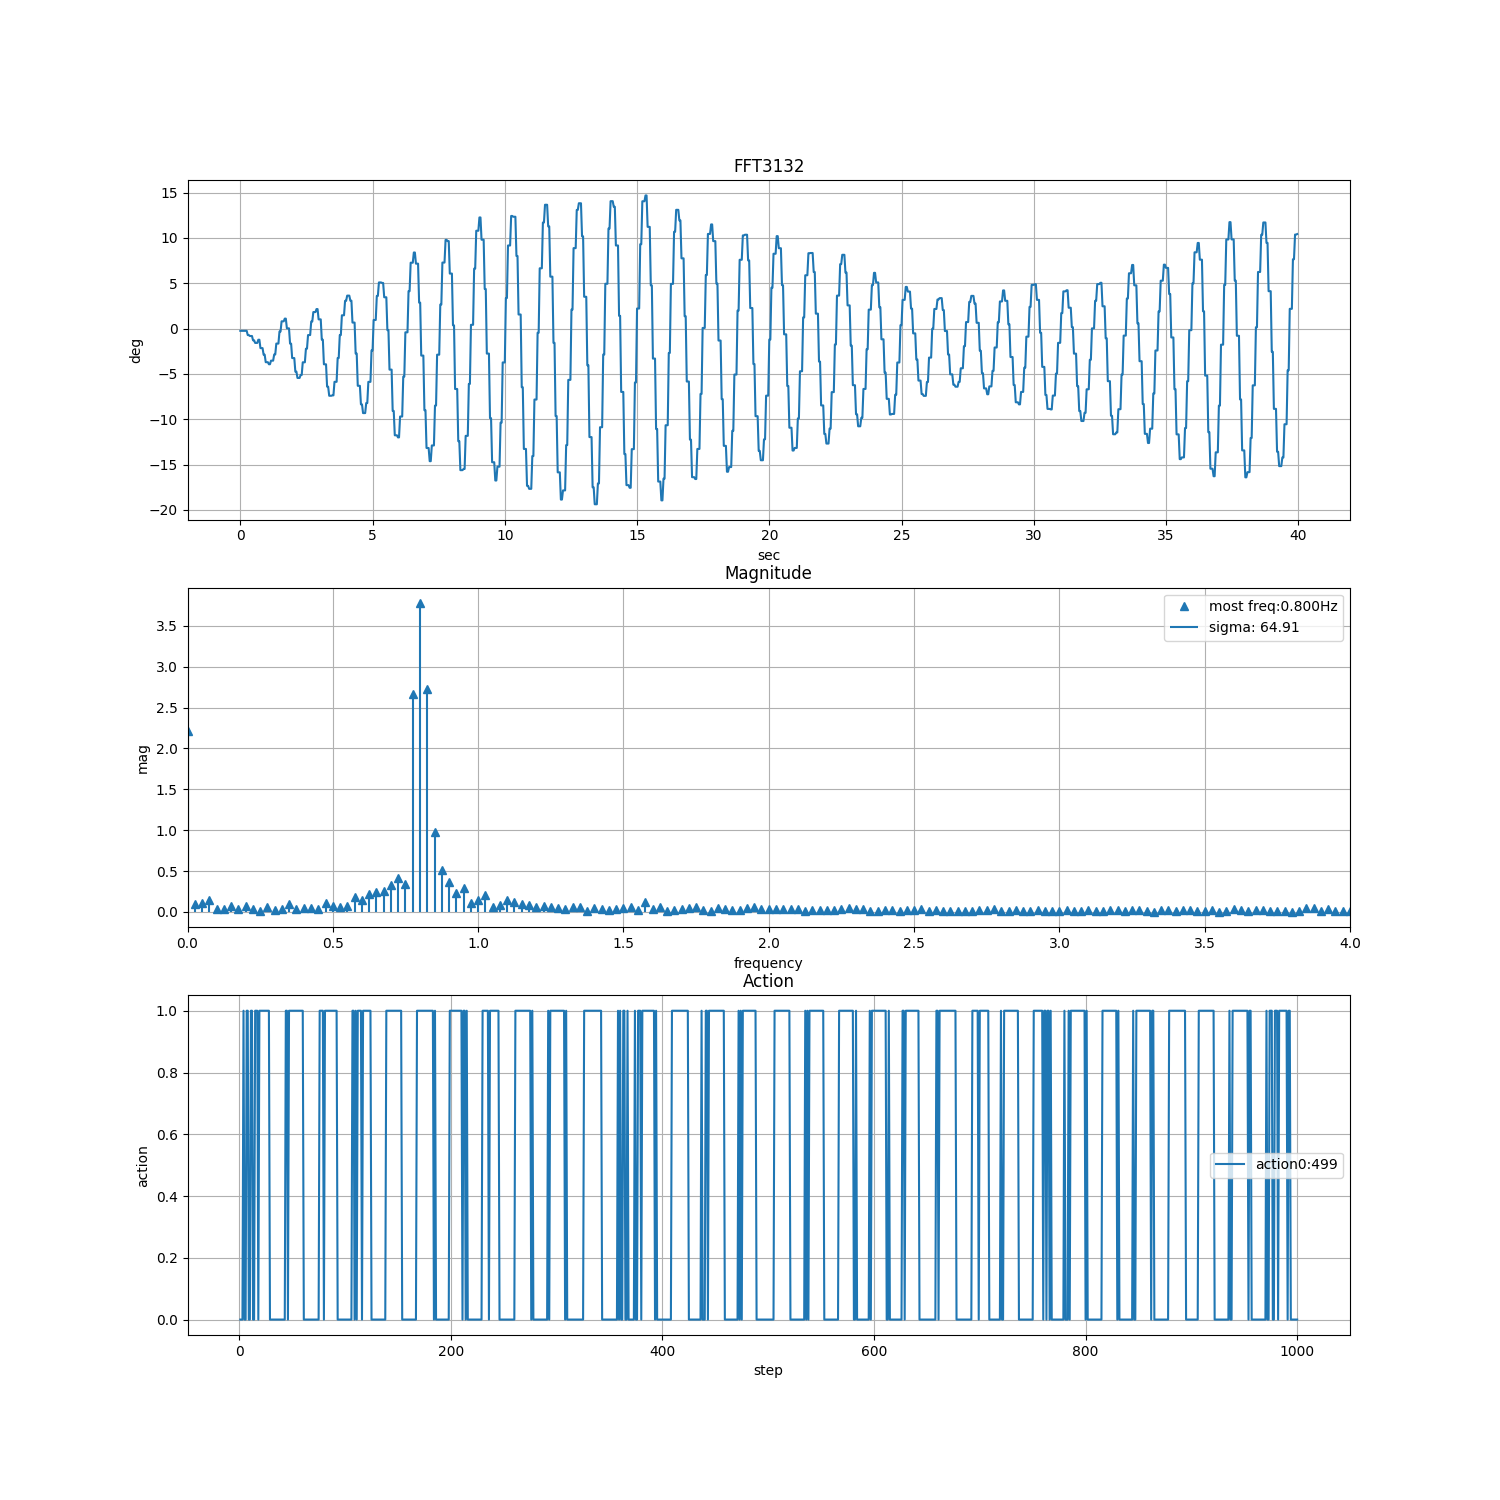 FFT3132
15
10
5
0
−5
−10
−15
−20
deg
0 5 10 15 20 25 30 35 40
sec
Magnitude
3.5
3.0
2.5
2.0
1.5
1.0
0.5
0.0
mag
most freq:0.800Hz
sigma: 64.91
0.0 0.5 1.0 1.5 2.0 2.5 3.0 3.5 4.0
frequency
Action
1.0
0.8
0.6
0.4
0.2
0.0
action
action0:499
0 200 400 600 800 1000
step